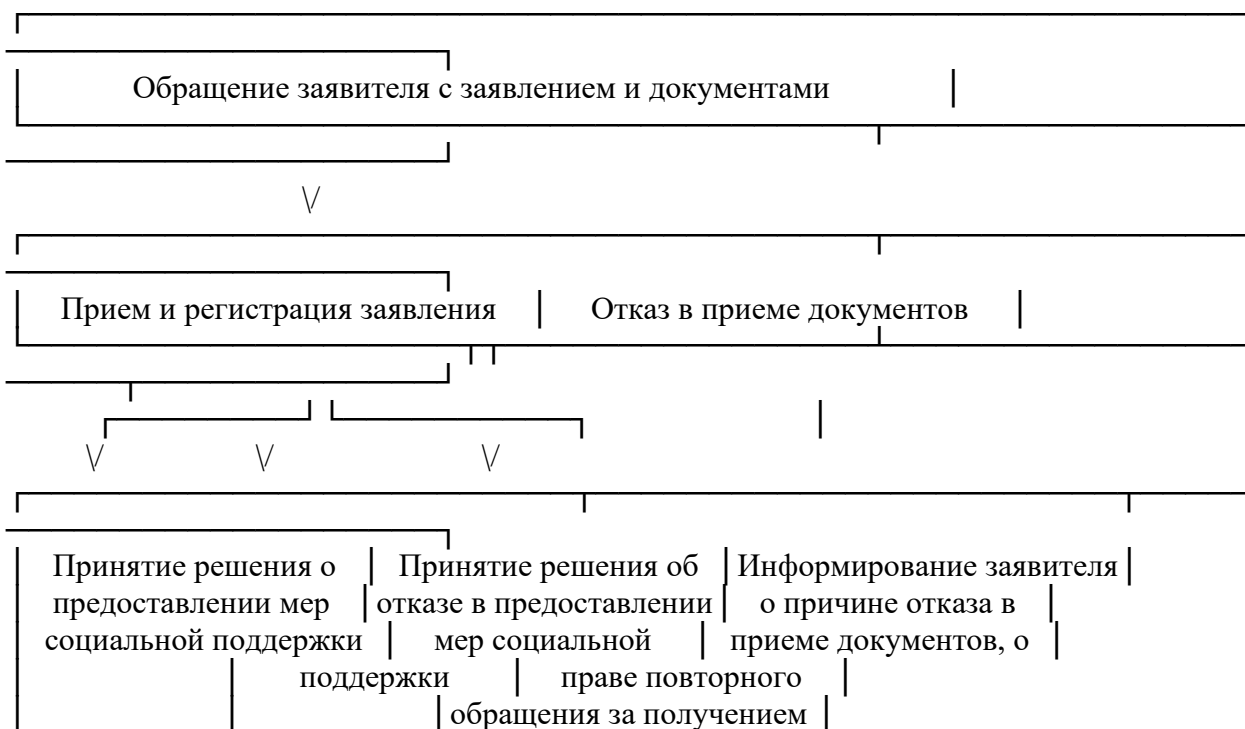 Обращение заявителя с заявлением и документами
\/
Прием и регистрация заявления │ Отказ в приеме документов
\/ \/ \/
Принятие решения о │ Принятие решения об │Информирование заявителя│
предоставлении мер │отказе в предоставлении│ о причине отказа в │
социальной поддержки │ мер социальной │ приеме документов, о │
│ поддержки │ праве повторного │
│ │обращения за получением │